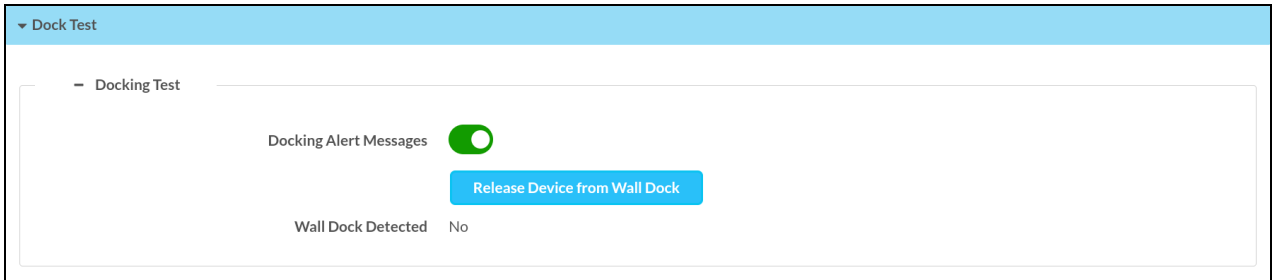 Dock Test
Docking Test
Docking Alert Messages
Release Device from Wall Dock
Wall Dock Detected No